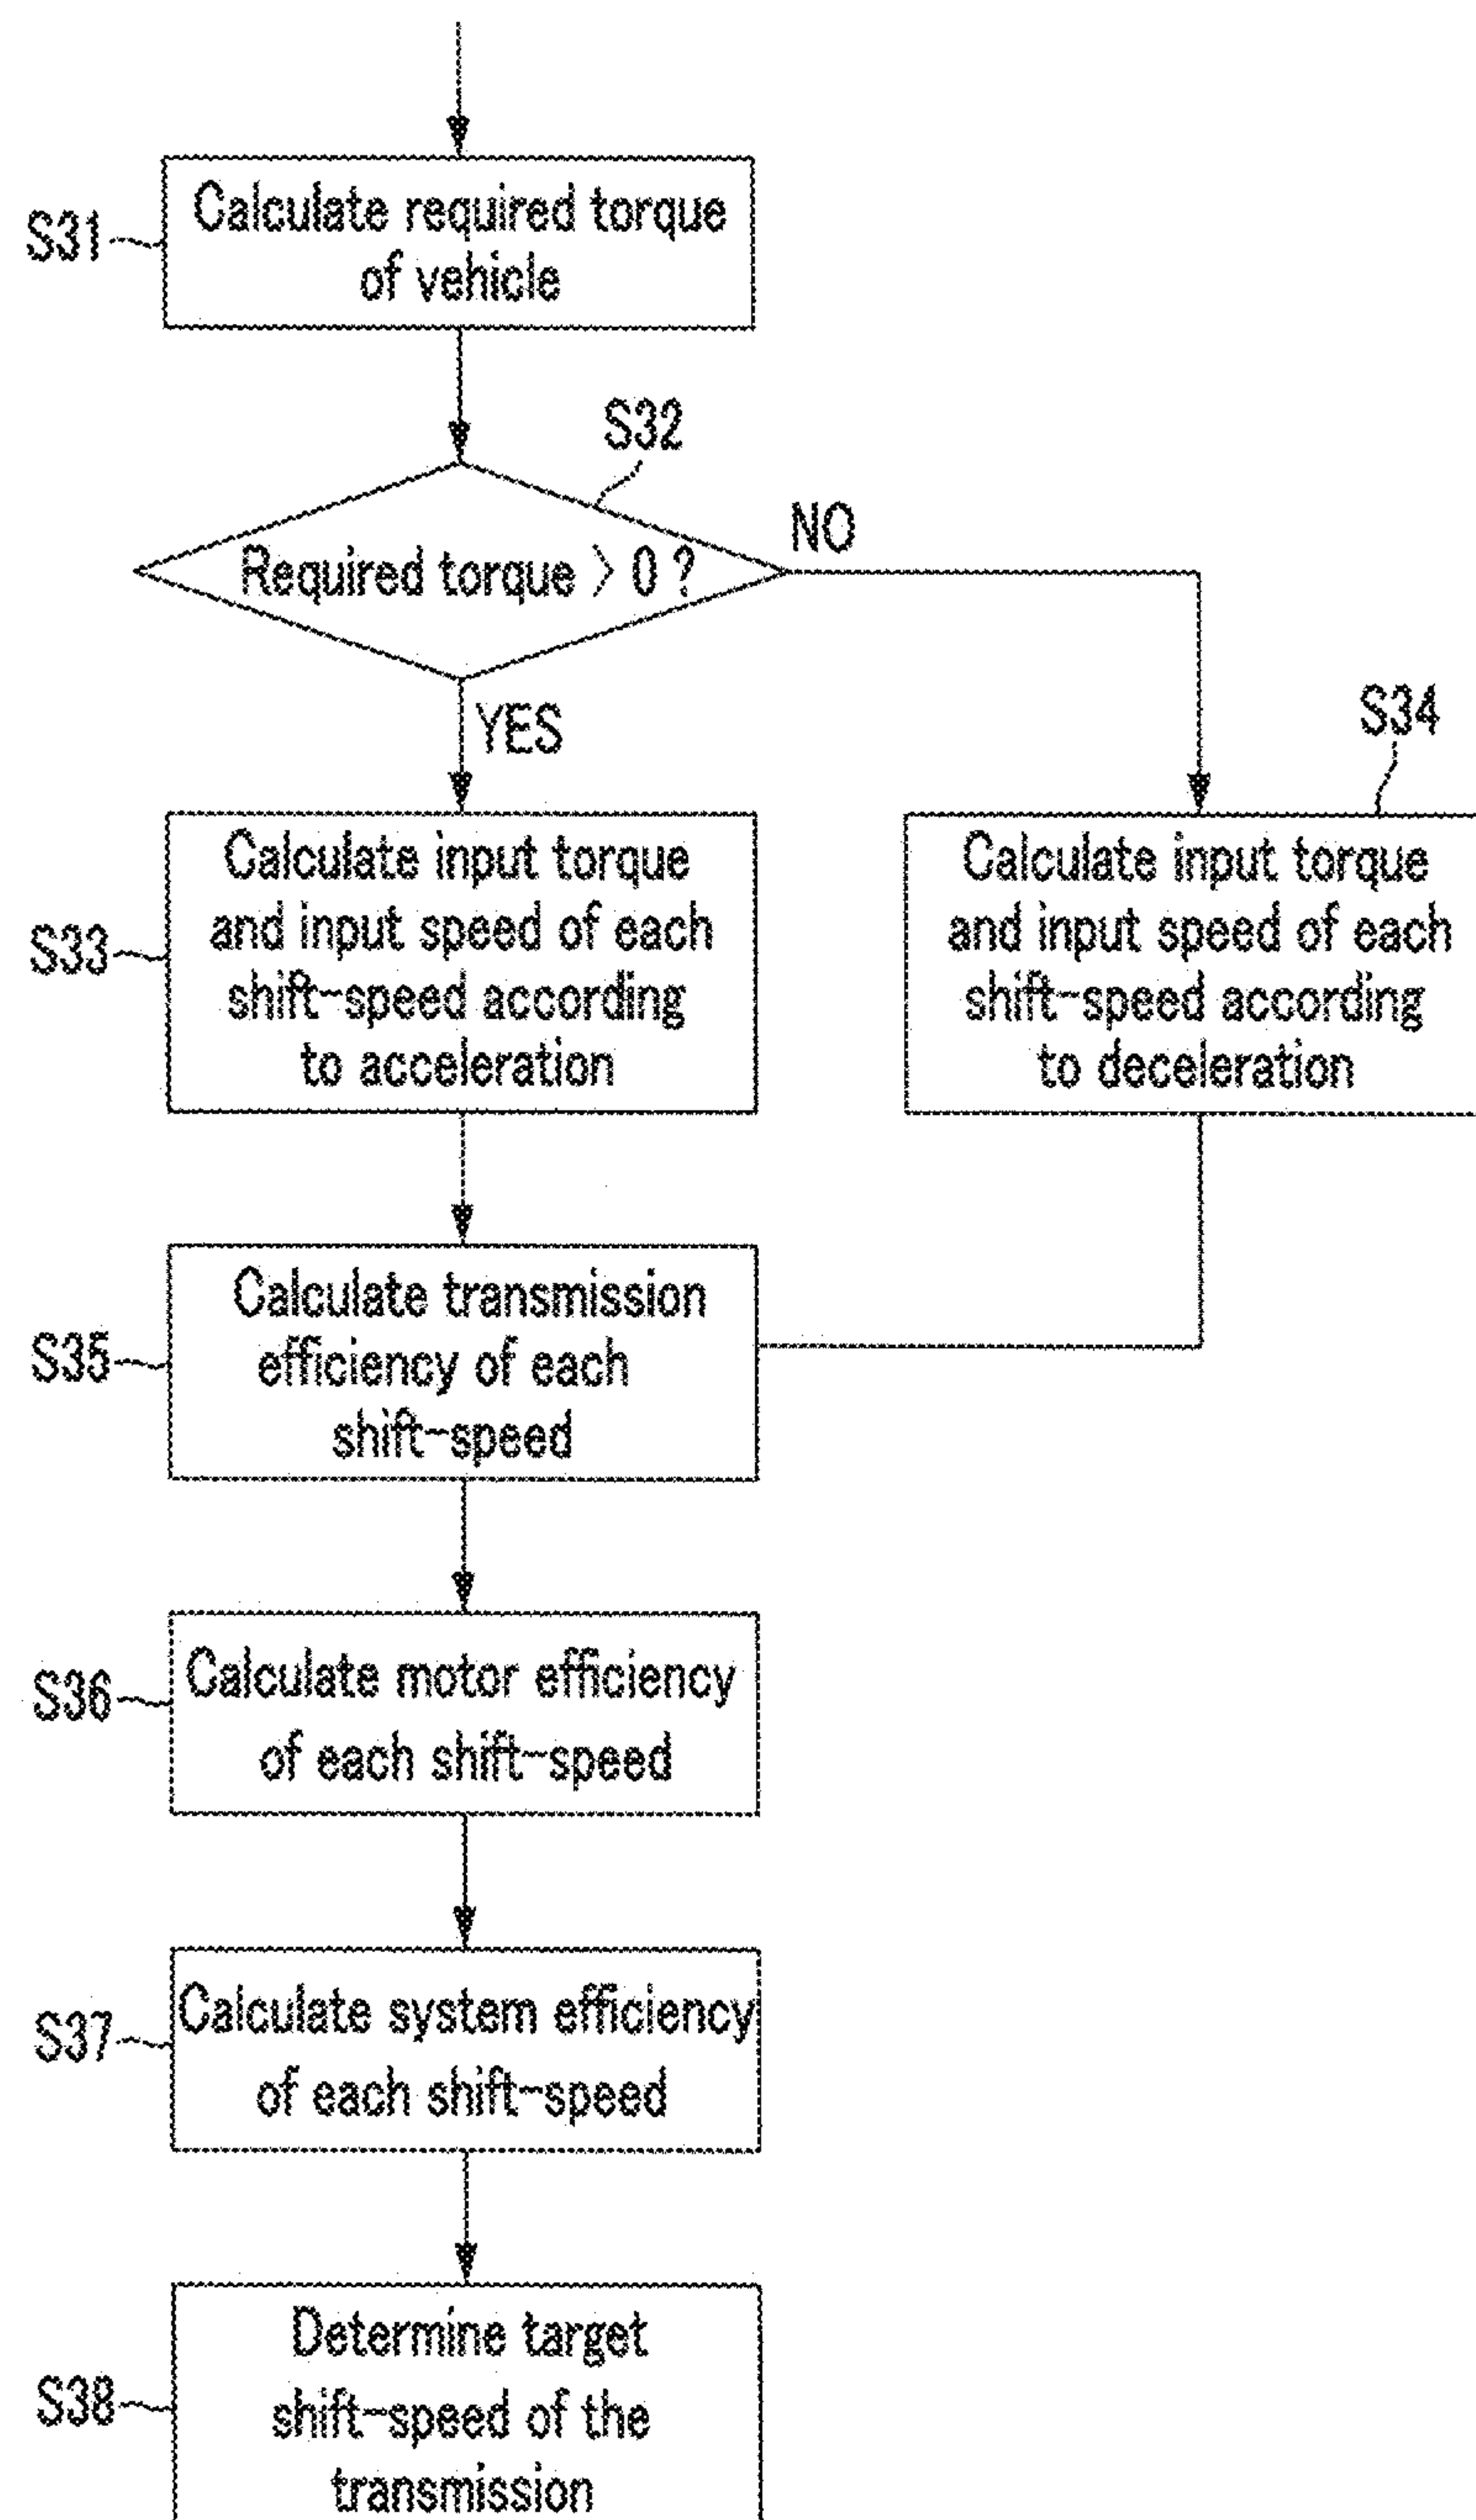 S31
Calculate required torque
of vehicle
S32
Required torque > 0 ?
NO
YES
S33
Calculate input torque
and input speed of each
shift-speed according
to acceleration
S34
Calculate input torque
and input speed of each
shift-speed according
to deceleration
S35
Calculate transmission
efficiency of each
shift-speed
S36
Calculate motor efficiency
of each shift-speed
S37
Calculate system efficiency
of each shift-speed
S38
Determine target
shift-speed of the
transmission